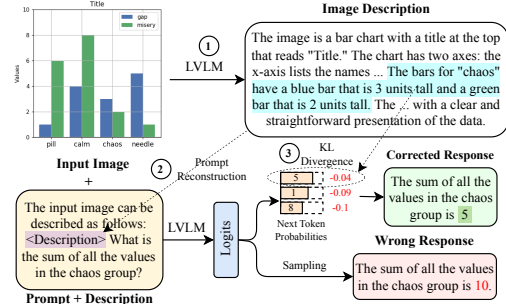 Title
gap
misery
Values
10
8
6
4
2
0
pill
calm
chaos
needle
Input Image
+
1
LVLM
Image Description
The image is a bar chart with a title at the top
that reads "Title." The chart has two axes: the
x-axis lists the names ... The bars for "chaos"
have a blue bar that is 3 units tall and a green
bar that is 2 units tall. The ... with a clear and
straightforward presentation of the data.
2
Prompt
Reconstruction
3
KL
Divergence
5 -0.04
1 -0.09
8 -0.1
Next Token
Probabilities
Corrected Response
The sum of all the
values in the chaos
group is 5
The input image can be
described as follows:
<Description> What is
the sum of all the values
in the chaos group?
Prompt + Description
LVLM
Logits
Sampling
Wrong Response
The sum of all the values
in the chaos group is 10.